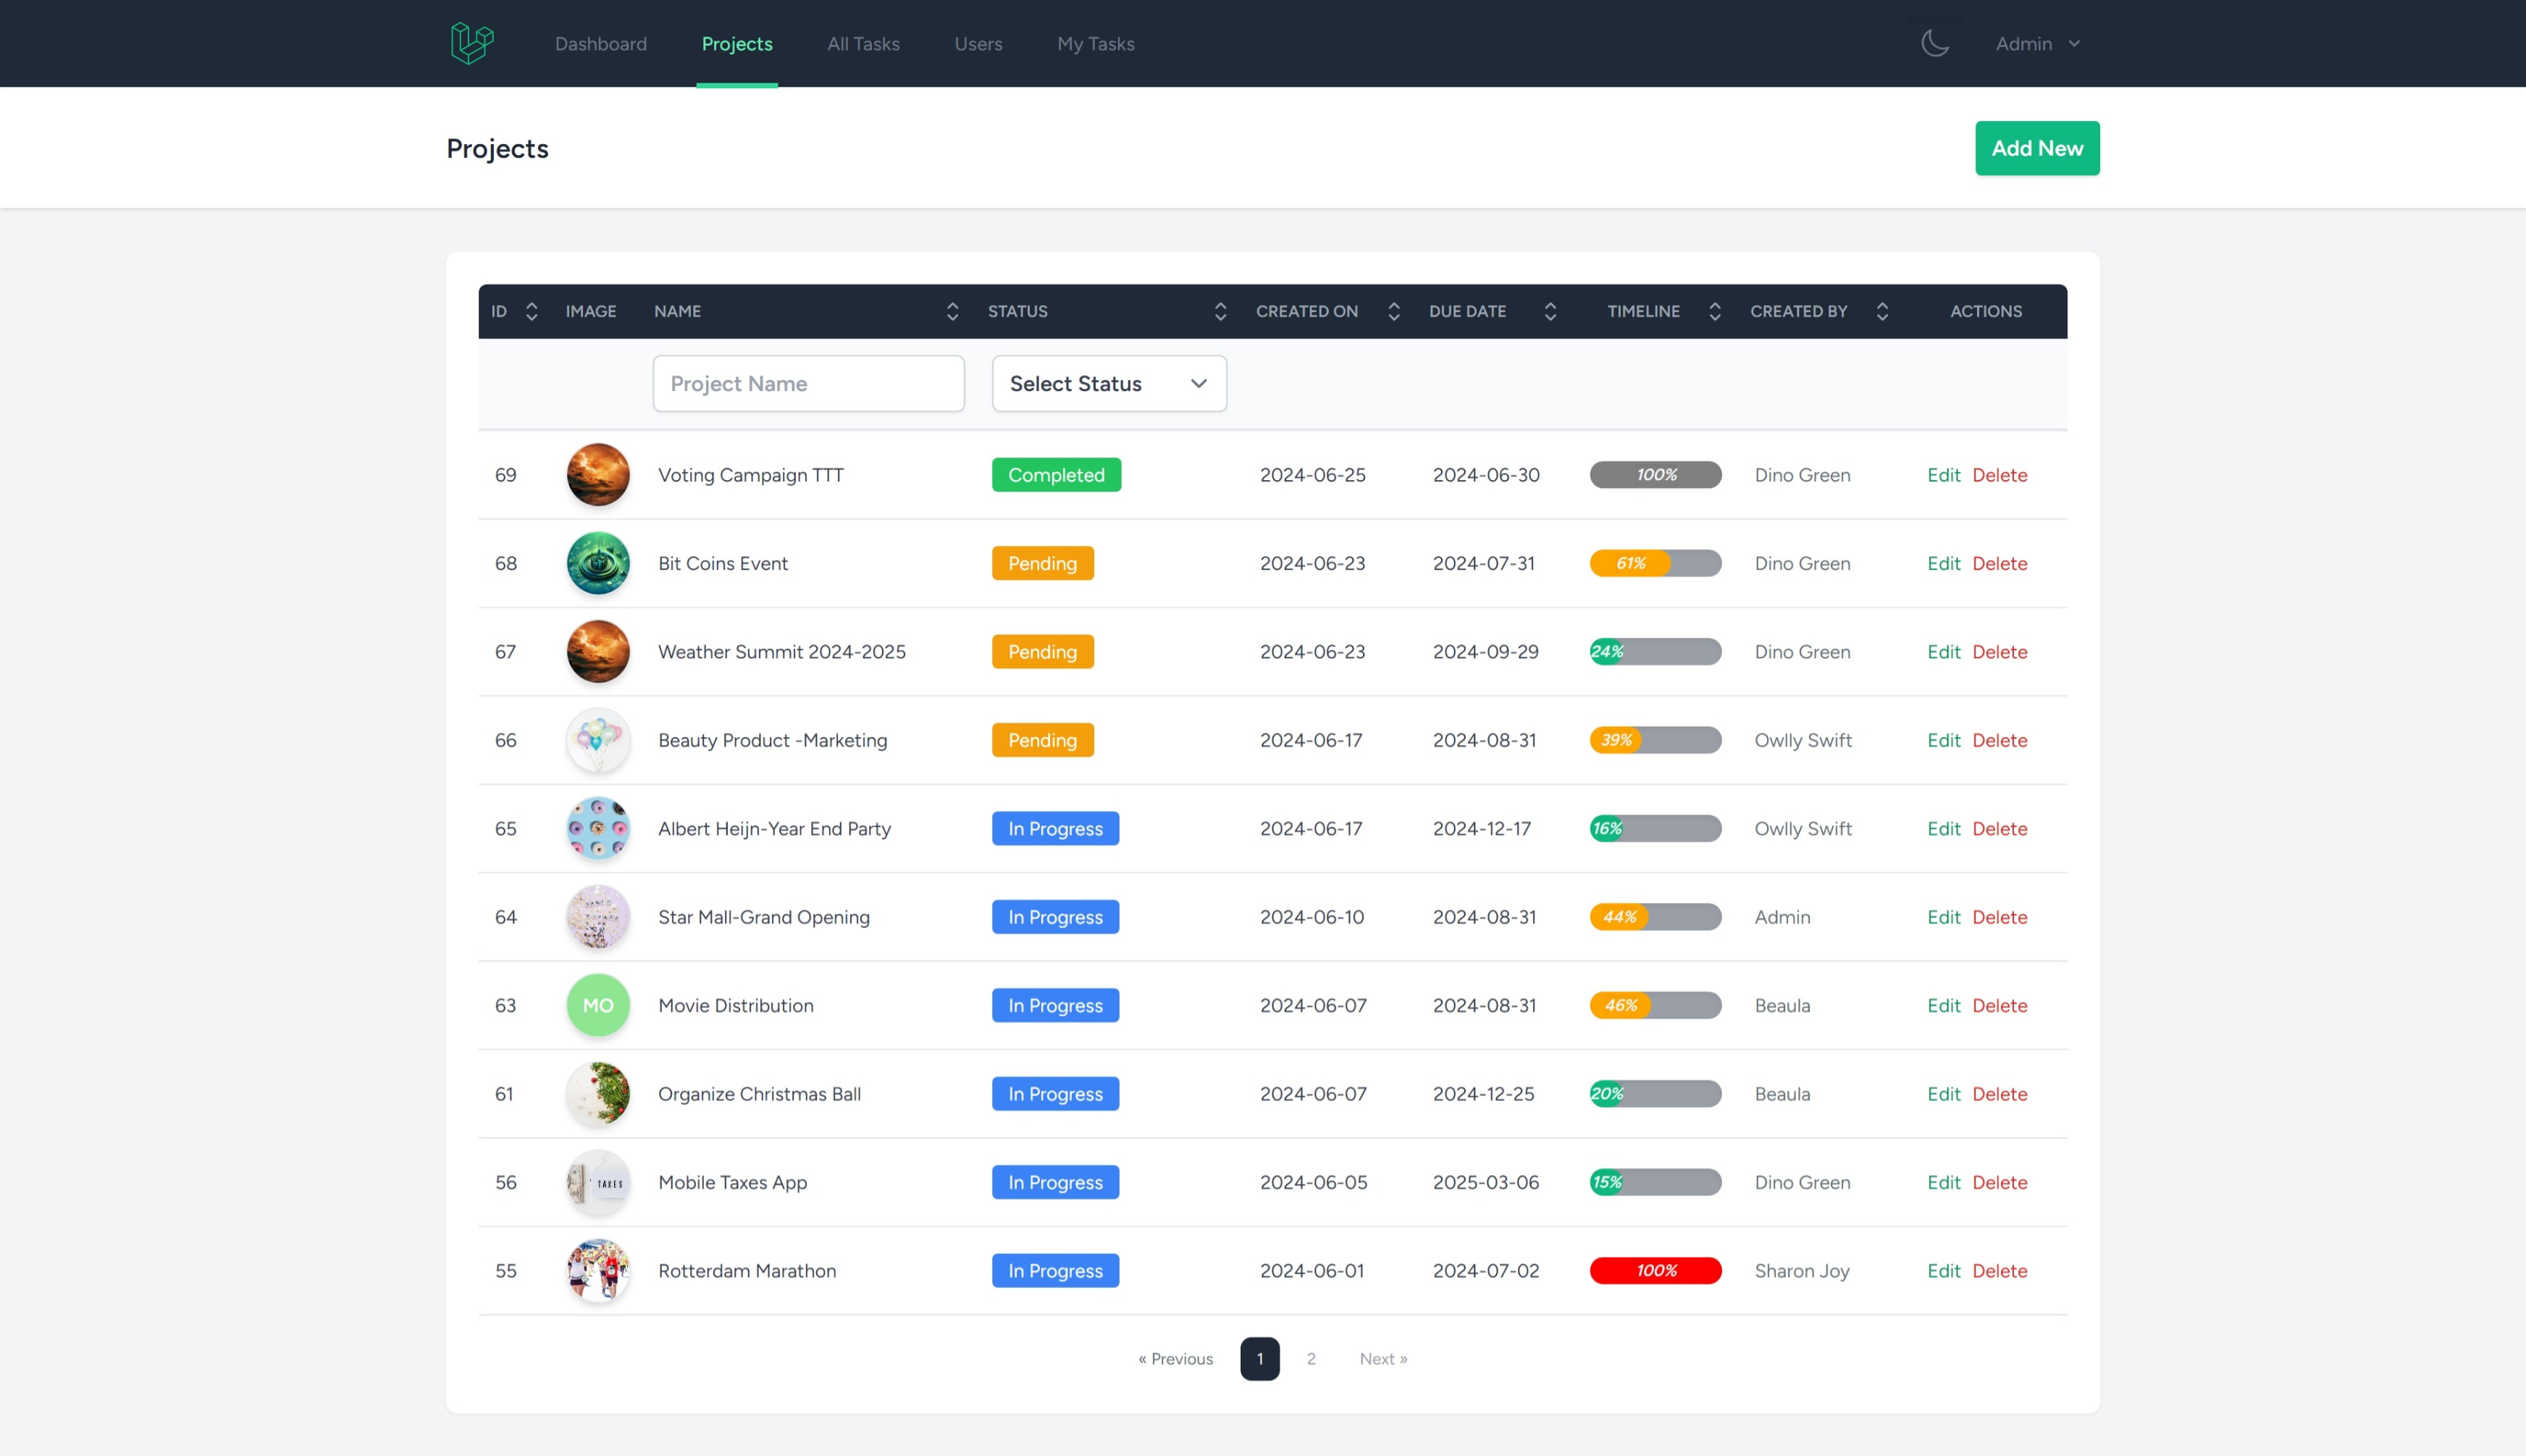 Dashboard Projects All Tasks Users My Tasks Admin
Projects Add New
ID IMAGE NAME STATUS CREATED ON DUE DATE TIMELINE CREATED BY ACTIONS
Project Name Select Status
69 Voting Campaign TTT Completed 2024-06-25 2024-06-30 100% Dino Green Edit Delete
68 Bit Coins Event Pending 2024-06-23 2024-07-31 61% Dino Green Edit Delete
67 Weather Summit 2024-2025 Pending 2024-06-23 2024-09-29 24% Dino Green Edit Delete
66 Beauty Product -Marketing Pending 2024-06-17 2024-08-31 39% Owlly Swift Edit Delete
65 Albert Heijn-Year End Party In Progress 2024-06-17 2024-12-17 16% Owlly Swift Edit Delete
64 Star Mall-Grand Opening In Progress 2024-06-10 2024-08-31 44% Admin Edit Delete
63 MO Movie Distribution In Progress 2024-06-07 2024-08-31 46% Beaula Edit Delete
61 Organize Christmas Ball In Progress 2024-06-07 2024-12-25 20% Beaula Edit Delete
56 TAXES Mobile Taxes App In Progress 2024-06-05 2025-03-06 15% Dino Green Edit Delete
55 Rotterdam Marathon In Progress 2024-06-01 2024-07-02 100% Sharon Joy Edit Delete
« Previous 1 2 Next »